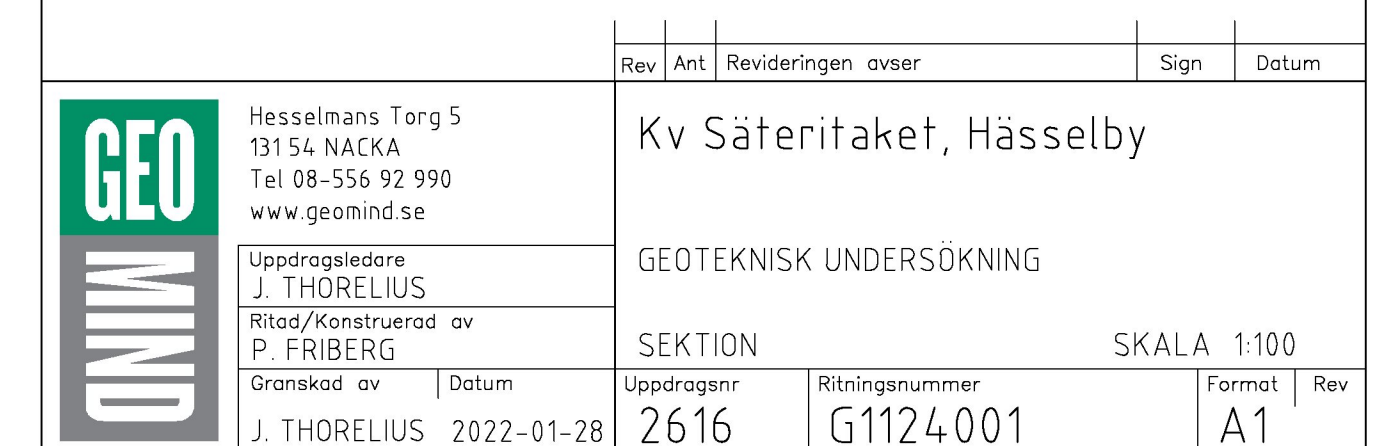 Rev Ant Revideringen avser Sign Datum
GEO
MIND
Hesselmans Torg 5
131 54 NACKA
Tel 08-556 92 990
www.geomind.se
Kv Säteritaket, Hässelby
GEOTEKNISK UNDERSÖKNING
SEKTION SKALA 1:100
Uppdragsledare
J. THORELIUS
Ritad/Konstruerad av
P. FRIBERG
Granskad av Datum
J. THORELIUS 2022-01-28
Uppdragsnr Ritningsnummer Format Rev
2616 G1124001 A1